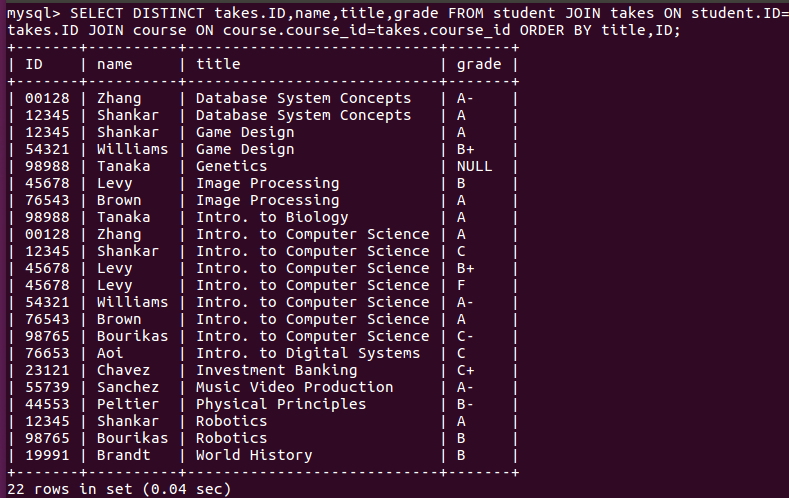 mysql> SELECT DISTINCT takes.ID,name,title,grade FROM student JOIN takes ON student.ID=
takes.ID JOIN course ON course.course_id=takes.course_id ORDER BY title,ID;
+-------+----------+----------------------------+-------+
| ID    | name     | title                      | grade |
+-------+----------+----------------------------+-------+
| 00128 | Zhang    | Database System Concepts   | A-    |
| 12345 | Shankar  | Database System Concepts   | A     |
| 12345 | Shankar  | Game Design                | A     |
| 54321 | Williams | Game Design                | B+    |
| 98988 | Tanaka   | Genetics                   | NULL  |
| 45678 | Levy     | Image Processing           | B     |
| 76543 | Brown    | Image Processing           | A     |
| 98988 | Tanaka   | Intro. to Biology          | A     |
| 00128 | Zhang    | Intro. to Computer Science | A     |
| 12345 | Shankar  | Intro. to Computer Science | C     |
| 45678 | Levy     | Intro. to Computer Science | B+    |
| 45678 | Levy     | Intro. to Computer Science | F     |
| 54321 | Williams | Intro. to Computer Science | A-    |
| 76543 | Brown    | Intro. to Computer Science | A     |
| 98765 | Bourikas | Intro. to Computer Science | C-    |
| 76653 | Aoi      | Intro. to Digital Systems  | C     |
| 23121 | Chavez   | Investment Banking         | C+    |
| 55739 | Sanchez  | Music Video Production     | A-    |
| 44553 | Peltier  | Physical Principles        | B-    |
| 12345 | Shankar  | Robotics                   | A     |
| 98765 | Bourikas | Robotics                   | B     |
| 19991 | Brandt   | World History              | B     |
+-------+----------+----------------------------+-------+
22 rows in set (0.04 sec)